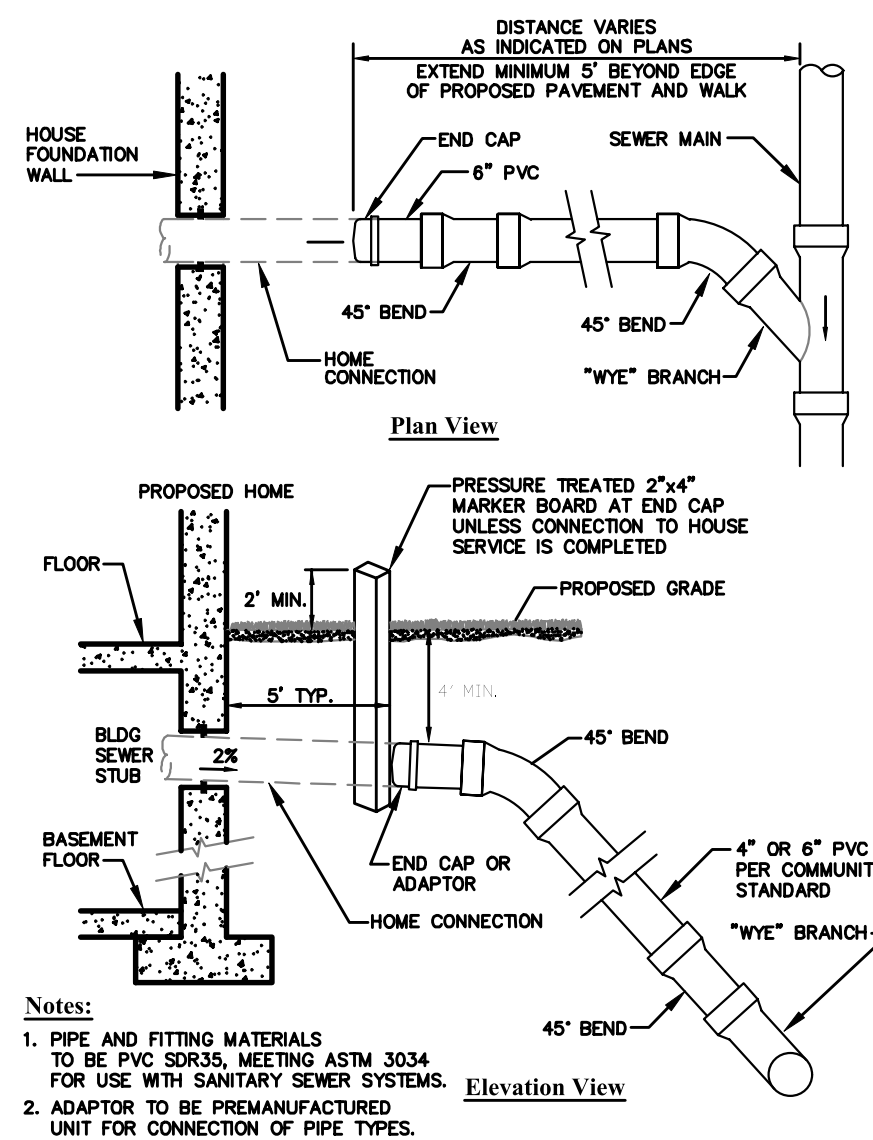 DISTANCE VARIES
AS INDICATED ON PLANS
EXTEND MINIMUM 5' BEYOND EDGE
OF PROPOSED PAVEMENT AND WALK
HOUSE
FOUNDATION
WALL
END CAP
6" PVC
SEWER MAIN
45° BEND
45° BEND
HOME
CONNECTION
"WYE" BRANCH
Plan View
PROPOSED HOME
PRESSURE TREATED 2"x4"
MARKER BOARD AT END CAP
UNLESS CONNECTION TO HOUSE
SERVICE IS COMPLETED
FLOOR
2' MIN.
PROPOSED GRADE
5' TYP.
4' MIN.
BLDG
SEWER
STUB
2%
45° BEND
BASEMENT
FLOOR
END CAP OR
ADAPTOR
4" OR 6" PVC
PER COMMUNIT
STANDARD
HOME CONNECTION
"WYE" BRANCH
45° BEND
Notes:
1. PIPE AND FITTING MATERIALS
TO BE PVC SDR35, MEETING ASTM 3034
FOR USE WITH SANITARY SEWER SYSTEMS.
Elevation View
2. ADAPTOR TO BE PREMANUFACTURED
UNIT FOR CONNECTION OF PIPE TYPES.